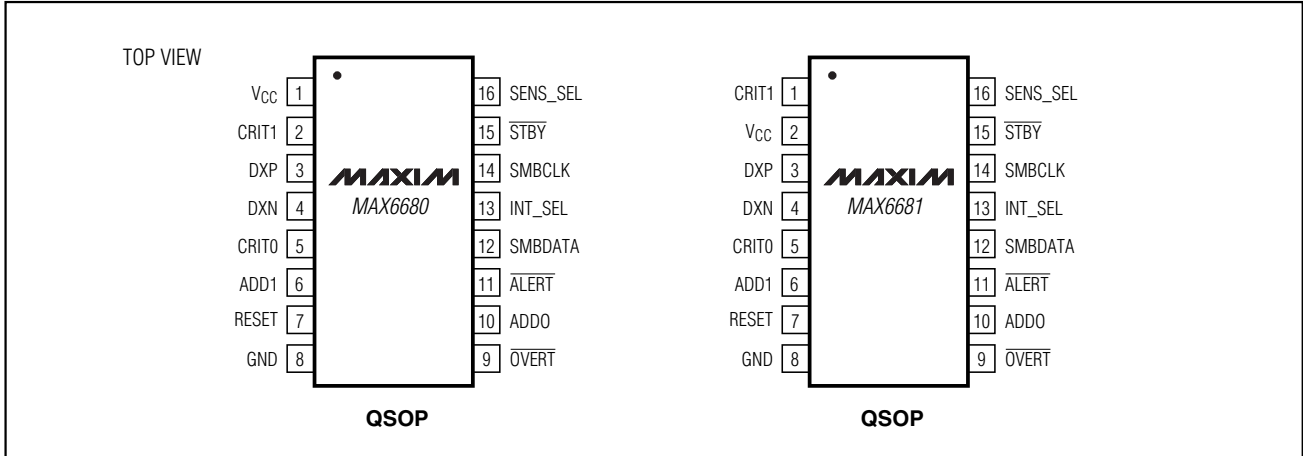 TOP VIEW
VCC 1
CRIT1 2
DXP 3
DXN 4
CRIT0 5
ADD1 6
RESET 7
GND 8
MAXIM
MAX6680
16 SENS_SEL
15 STBY
14 SMBCLK
13 INT_SEL
12 SMBDATA
11 ALERT
10 ADDO
9 OVERT
QSOP
CRIT1 1
VCC 2
DXP 3
DXN 4
CRIT0 5
ADD1 6
RESET 7
GND 8
MAXIM
MAX6681
16 SENS_SEL
15 STBY
14 SMBCLK
13 INT_SEL
12 SMBDATA
11 ALERT
10 ADDO
9 OVERT
QSOP